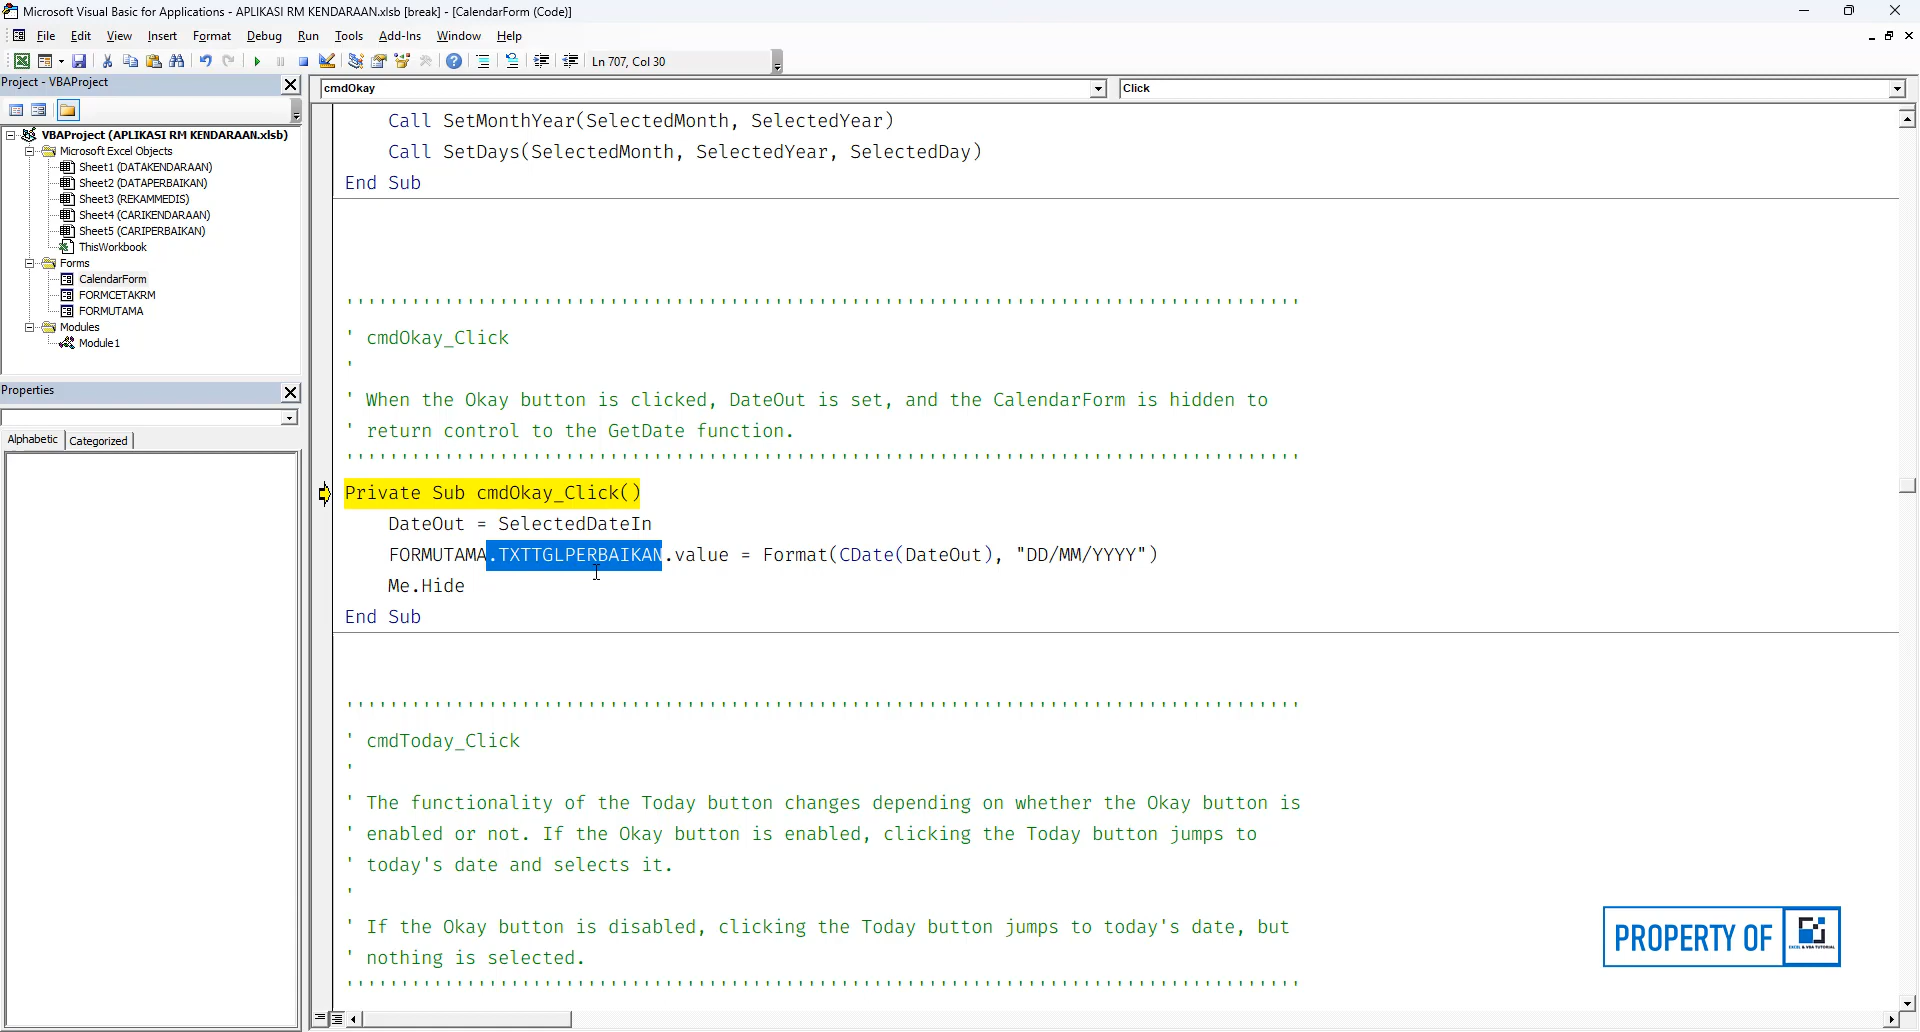 Microsoft Visual Basic for Applications - APLIKASI RM KENDARAAN.xlsb [break] - [CalendarForm (Code)]
File Edit View Insert Format Debug Run Tools Add-Ins Window Help
Ln 707, Col 30
Project - VBAProject
VBAProject (APLIKASI RM KENDARAAN.xlsb)
Microsoft Excel Objects
Sheet1 (DATAKENDARAAN)
Sheet2 (DATAPERBAIKAN)
Sheet3 (REKAMMEDIS)
Sheet4 (CARIKENDARAAN)
Sheet5 (CARIPERBAIKAN)
ThisWorkbook
Forms
CalendarForm
FORMCETAKRM
FORMUTAMA
Modules
Module1
Properties
Alphabetic Categorized
cmdOkay Click
Call SetMonthYear(SelectedMonth, SelectedYear)
Call SetDays(SelectedMonth, SelectedYear, SelectedDay)
End Sub
' cmdOkay_Click
'
' When the Okay button is clicked, DateOut is set, and the CalendarForm is hidden to
' return control to the GetDate function.
Private Sub cmdOkay_Click()
DateOut = SelectedDateIn
FORMUTAMA.TXTTGLPERBAIKAN.value = Format(CDate(DateOut), "DD/MM/YYYY")
Me.Hide
End Sub
' cmdToday_Click
'
' The functionality of the Today button changes depending on whether the Okay button is
' enabled or not. If the Okay button is enabled, clicking the Today button jumps to
' today's date and selects it.
'
' If the Okay button is disabled, clicking the Today button jumps to today's date, but
' nothing is selected.
PROPERTY OF
EXCEL & VBA TUTORIAL